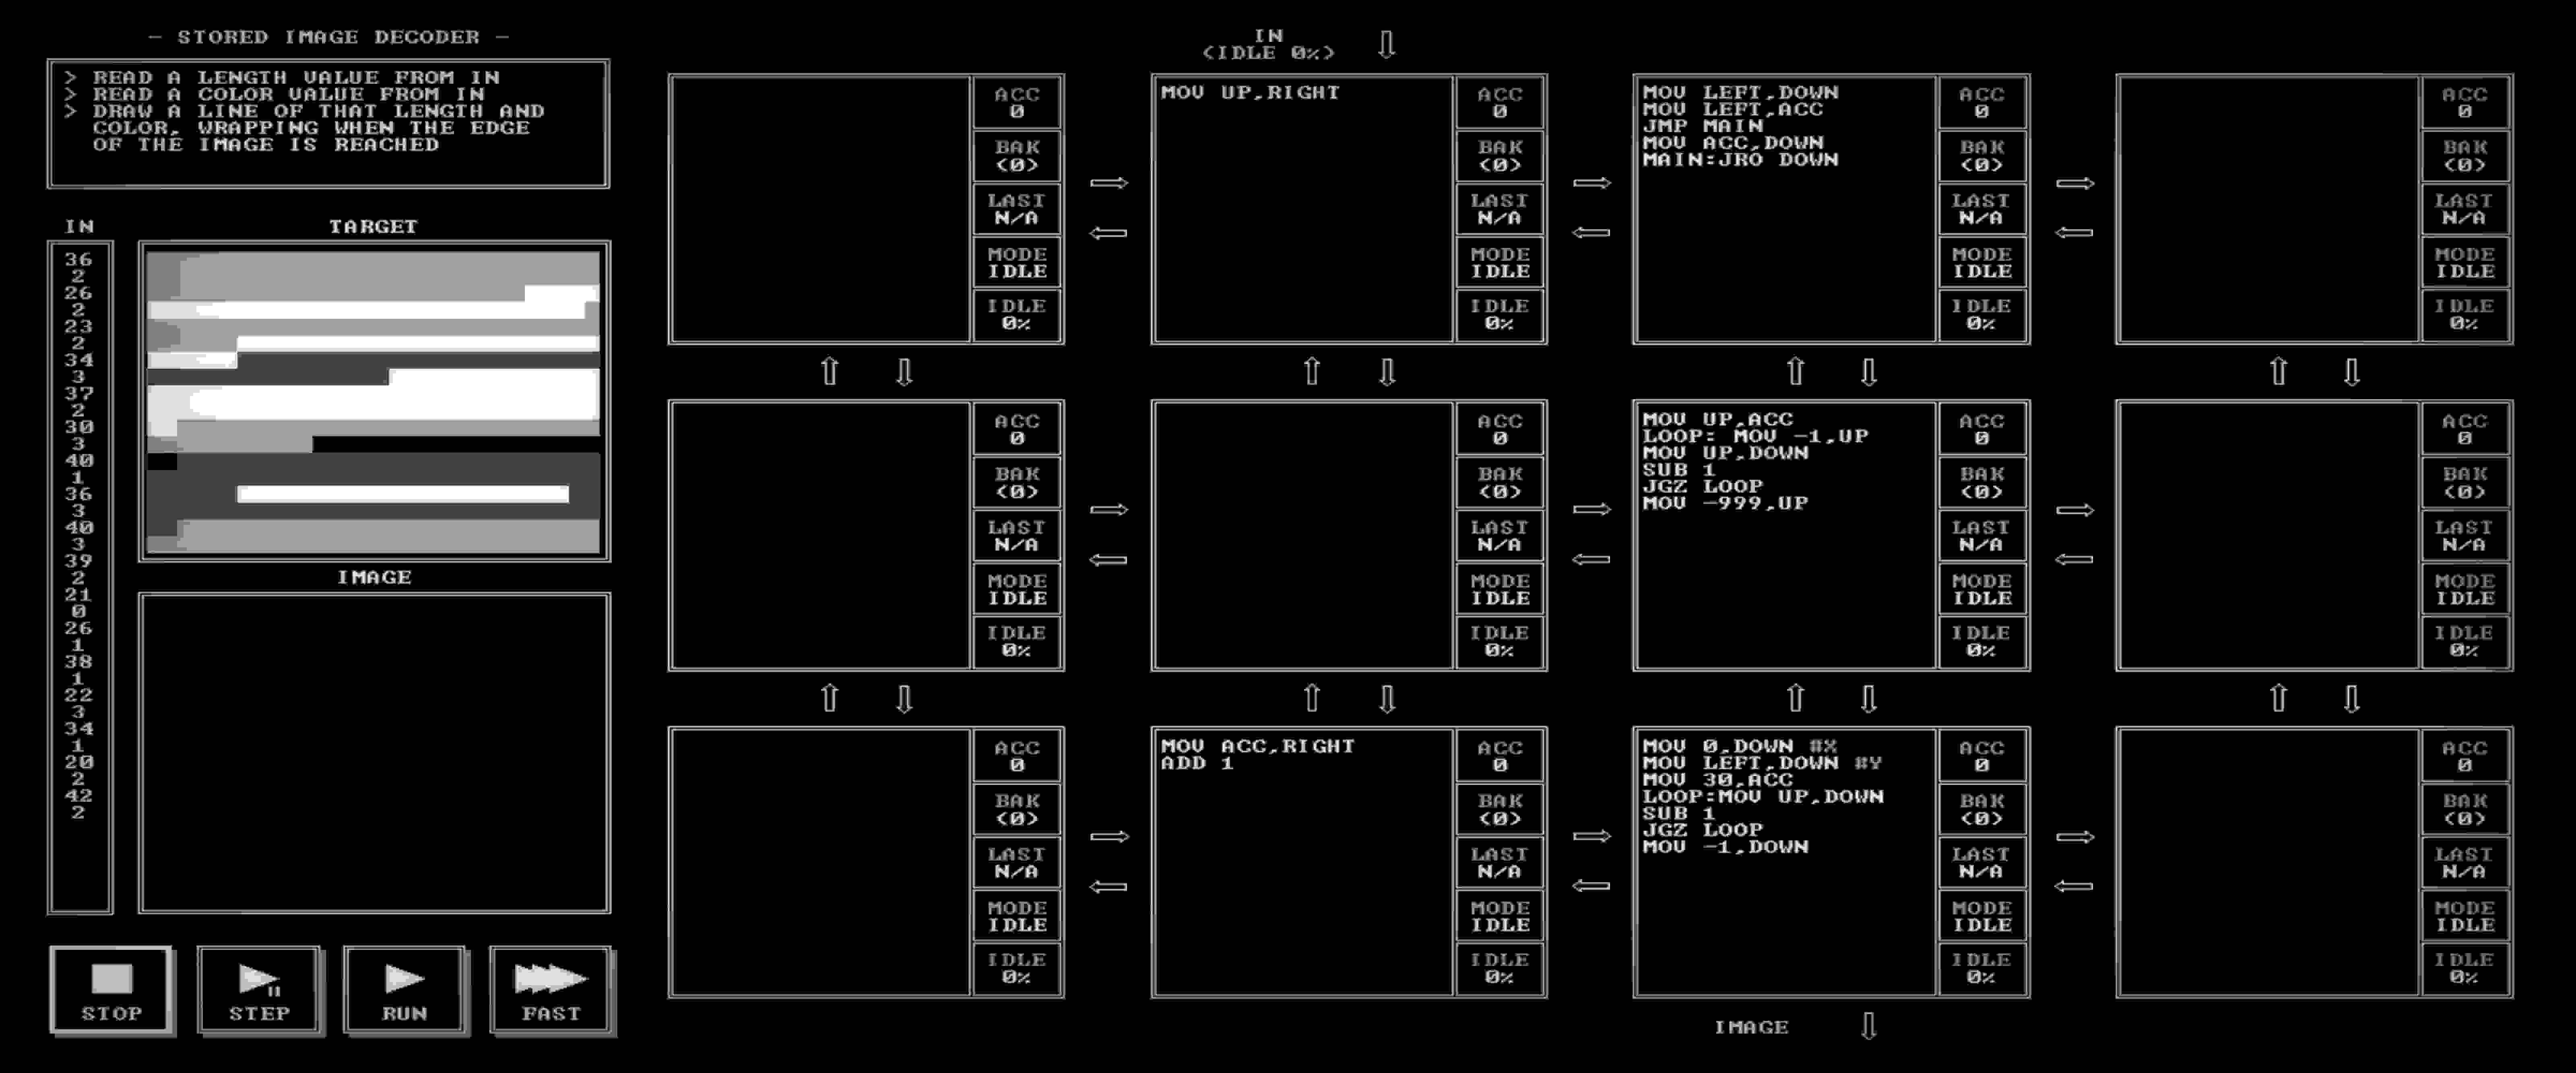 - STORED IMAGE DECODER -
> READ A LENGTH VALUE FROM IN
> READ A COLOR VALUE FROM IN
> DRAW A LINE OF THAT LENGTH AND
COLOR, WRAPPING WHEN THE EDGE
OF THE IMAGE IS REACHED
IN
TARGET
36
2
26
2
23
2
34
3
37
2
30
3
40
1
36
3
40
3
39
2
21
0
26
1
38
1
22
3
34
1
20
2
42
2
IMAGE
STOP
STEP
RUN
FAST
IN
(IDLE 0%)
ACC
0
BAK
(0)
LAST
N/A
MODE
IDLE
IDLE
0%
MOV UP,RIGHT
ACC
0
BAK
(0)
LAST
N/A
MODE
IDLE
IDLE
0%
MOV LEFT,DOWN
MOV LEFT,ACC
JMP MAIN
MOV ACC,DOWN
MAIN:JRO DOWN
ACC
0
BAK
(0)
LAST
N/A
MODE
IDLE
IDLE
0%
ACC
0
BAK
(0)
LAST
N/A
MODE
IDLE
IDLE
0%
ACC
0
BAK
(0)
LAST
N/A
MODE
IDLE
IDLE
0%
ACC
0
BAK
(0)
LAST
N/A
MODE
IDLE
IDLE
0%
MOV UP,ACC
LOOP: MOV -1,UP
MOV UP,DOWN
SUB 1
JGZ LOOP
MOV -999,UP
ACC
0
BAK
(0)
LAST
N/A
MODE
IDLE
IDLE
0%
ACC
0
BAK
(0)
LAST
N/A
MODE
IDLE
IDLE
0%
ACC
0
BAK
(0)
LAST
N/A
MODE
IDLE
IDLE
0%
MOV ACC,RIGHT
ADD 1
ACC
0
BAK
(0)
LAST
N/A
MODE
IDLE
IDLE
0%
MOV 0,DOWN #X
MOV LEFT,DOWN #Y
MOV 30,ACC
LOOP:MOV UP,DOWN
SUB 1
JGZ LOOP
MOV -1,DOWN
ACC
0
BAK
(0)
LAST
N/A
MODE
IDLE
IDLE
0%
ACC
0
BAK
(0)
LAST
N/A
MODE
IDLE
IDLE
0%
IMAGE